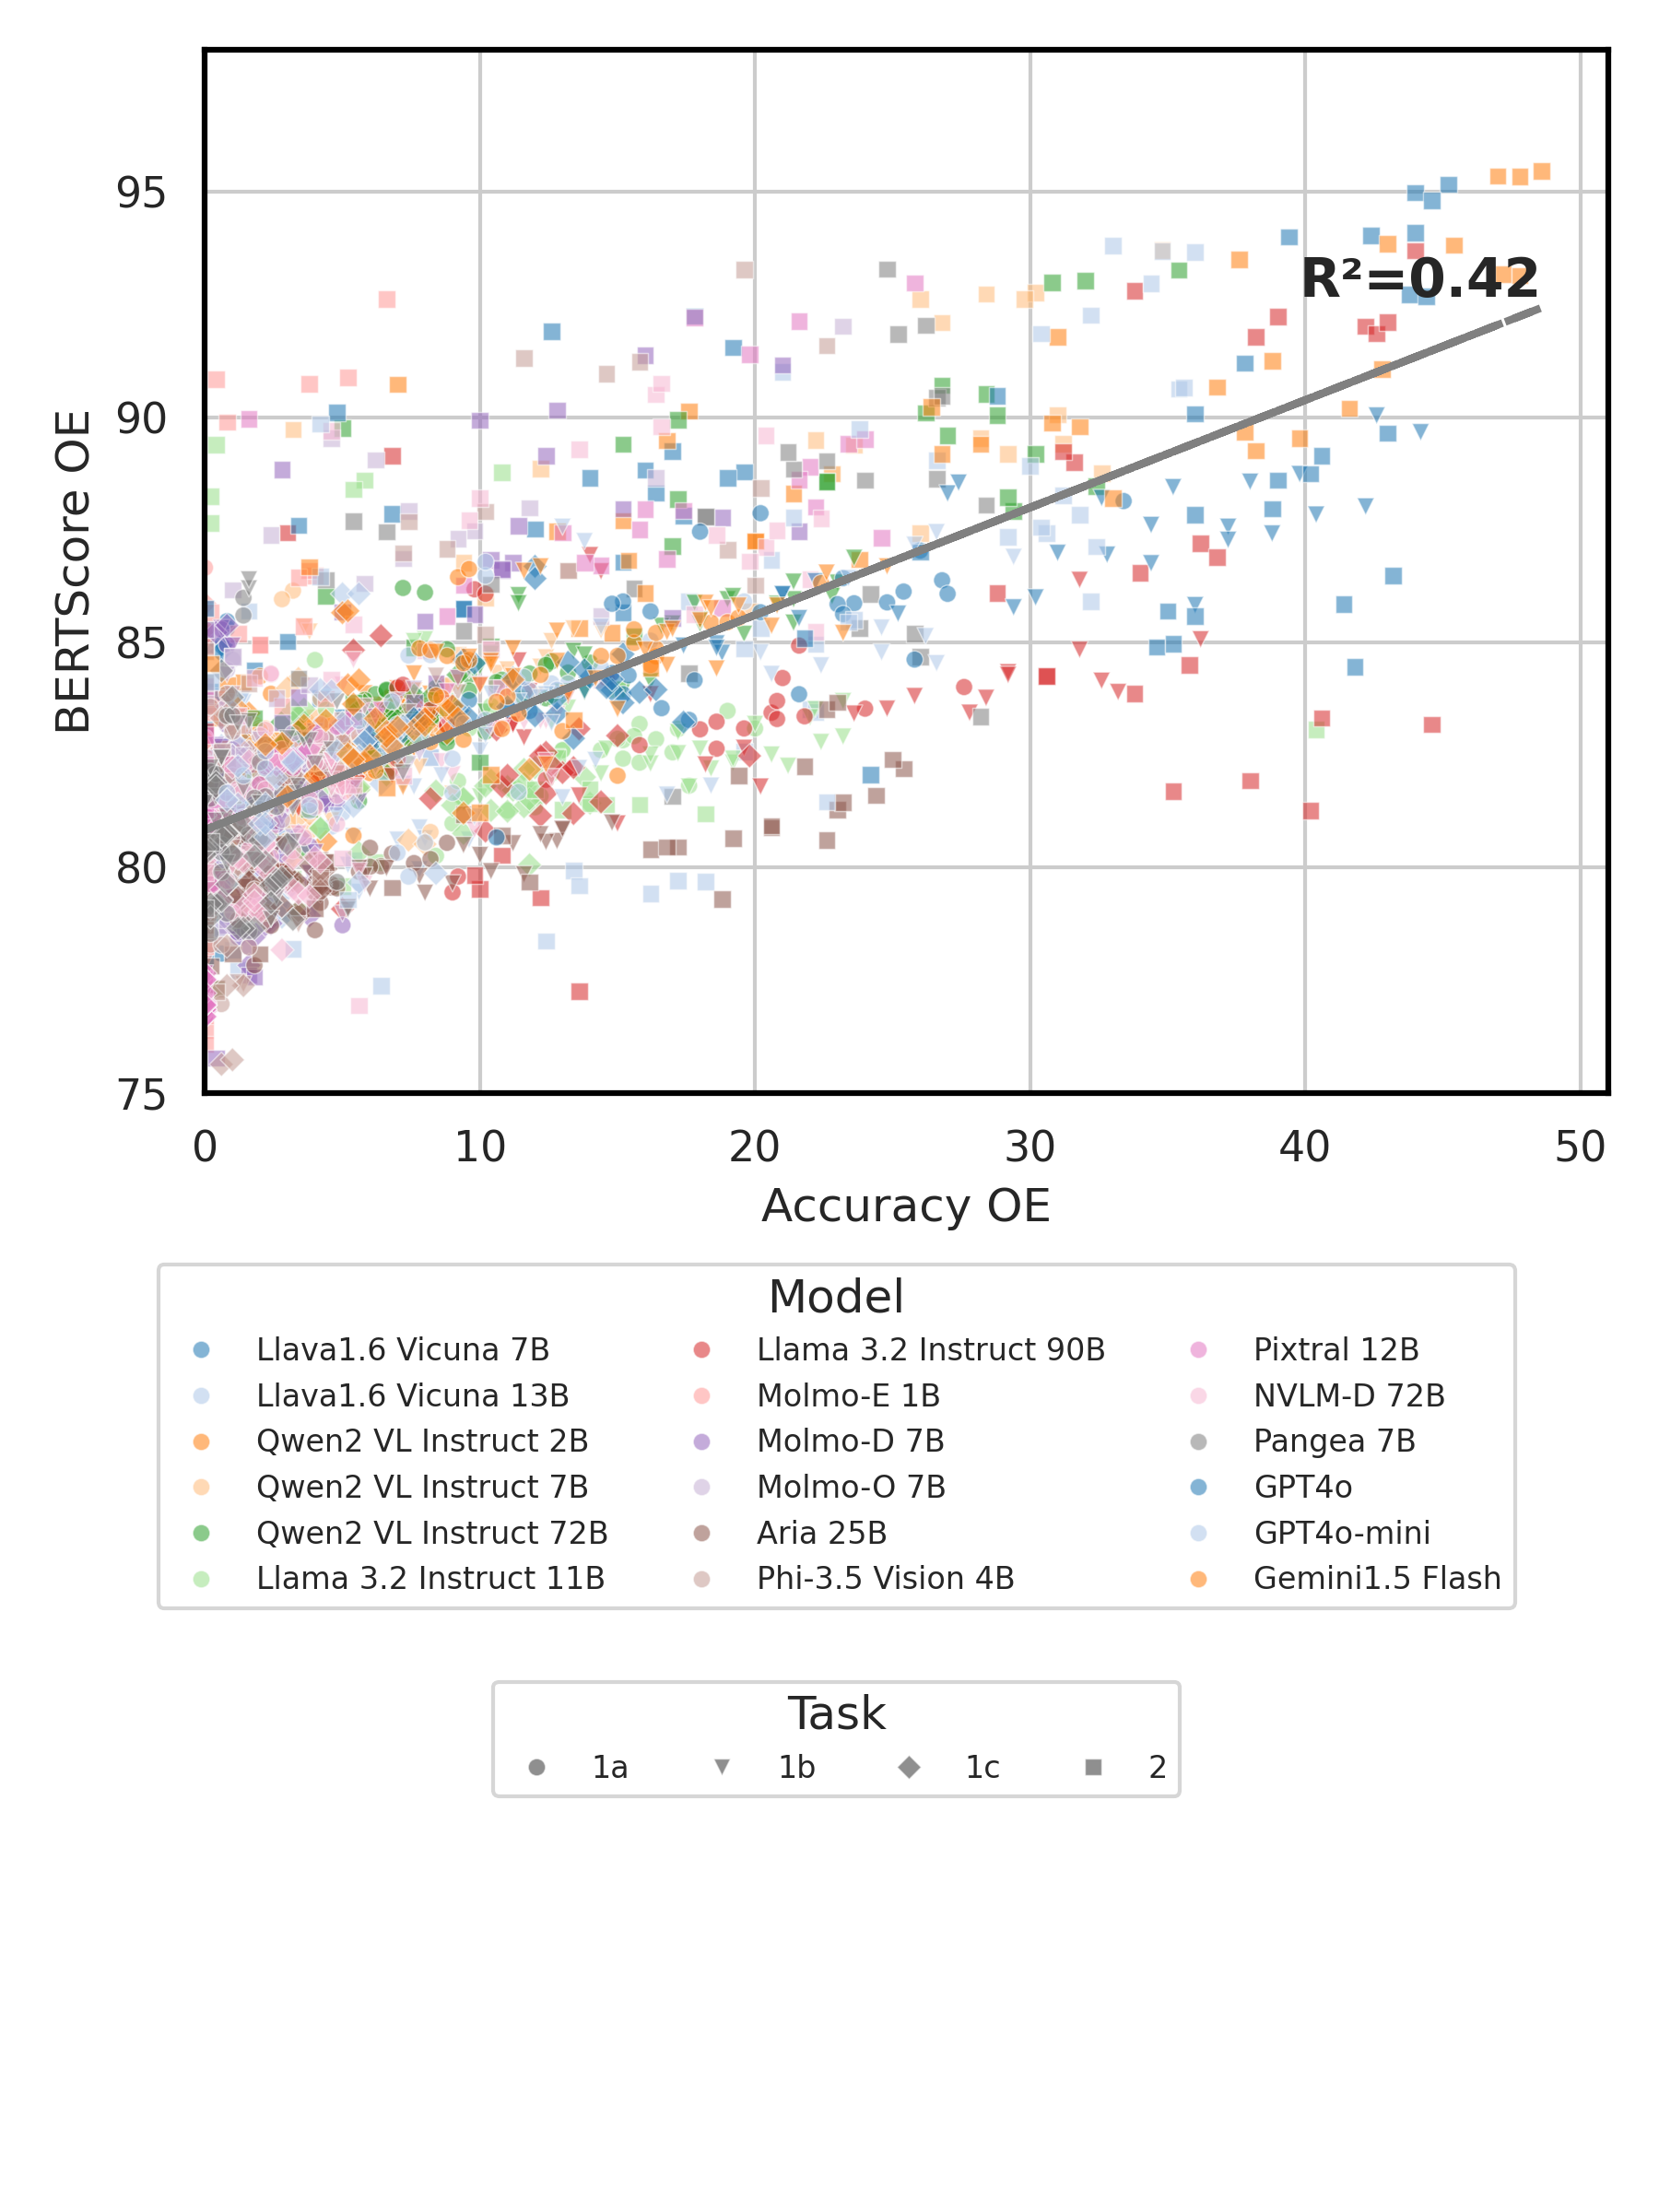 95
90
85
80
75
BERTScore OE
R²=0.42
0 10 20 30 40 50
Accuracy OE
Model
Llava1.6 Vicuna 7B Llama 3.2 Instruct 90B Pixtral 12B
Llava1.6 Vicuna 13B Molmo-E 1B NVLM-D 72B
Qwen2 VL Instruct 2B Molmo-D 7B Pangea 7B
Qwen2 VL Instruct 7B Molmo-O 7B GPT4o
Qwen2 VL Instruct 72B Aria 25B GPT4o-mini
Llama 3.2 Instruct 11B Phi-3.5 Vision 4B Gemini1.5 Flash
Task
1a 1b 1c 2